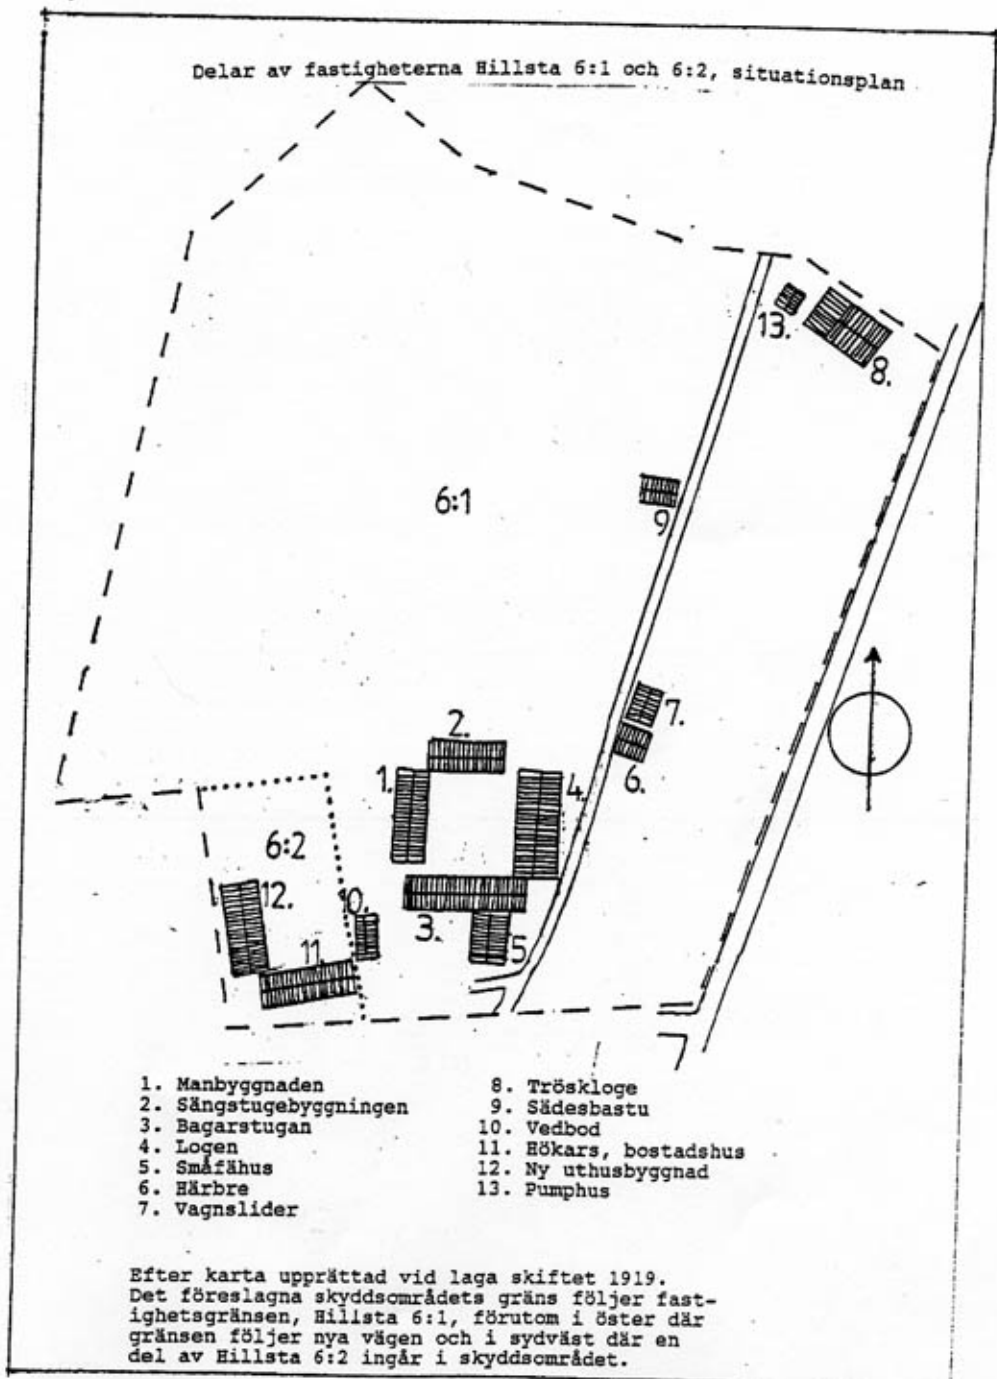 Delar av fastigheterna Hillsta 6:1 och 6:2, situationsplan
13.
8.
6:1
9
7.
6.
2.
1.
4.
6:2
12.
10.
3.
11.
5
1. Manbyggnaden
2. Sängstugebyggningen
3. Bagarstugan
4. Logen
5. Småfähus
6. Härbre
7. Vagnslider
8. Tröskloge
9. Sädesbastu
10. Vedbod
11. Hökars, bostadshus
12. Ny uthusbyggnad
13. Pumphus
Efter karta upprättad vid laga skiftet 1919.
Det föreslagna skyddsområdets gräns följer fast-
ighetsgränsen, Hillsta 6:1, förutom i öster där
gränsen följer nya vägen och i sydväst där en
del av Hillsta 6:2 ingår i skyddsområdet.